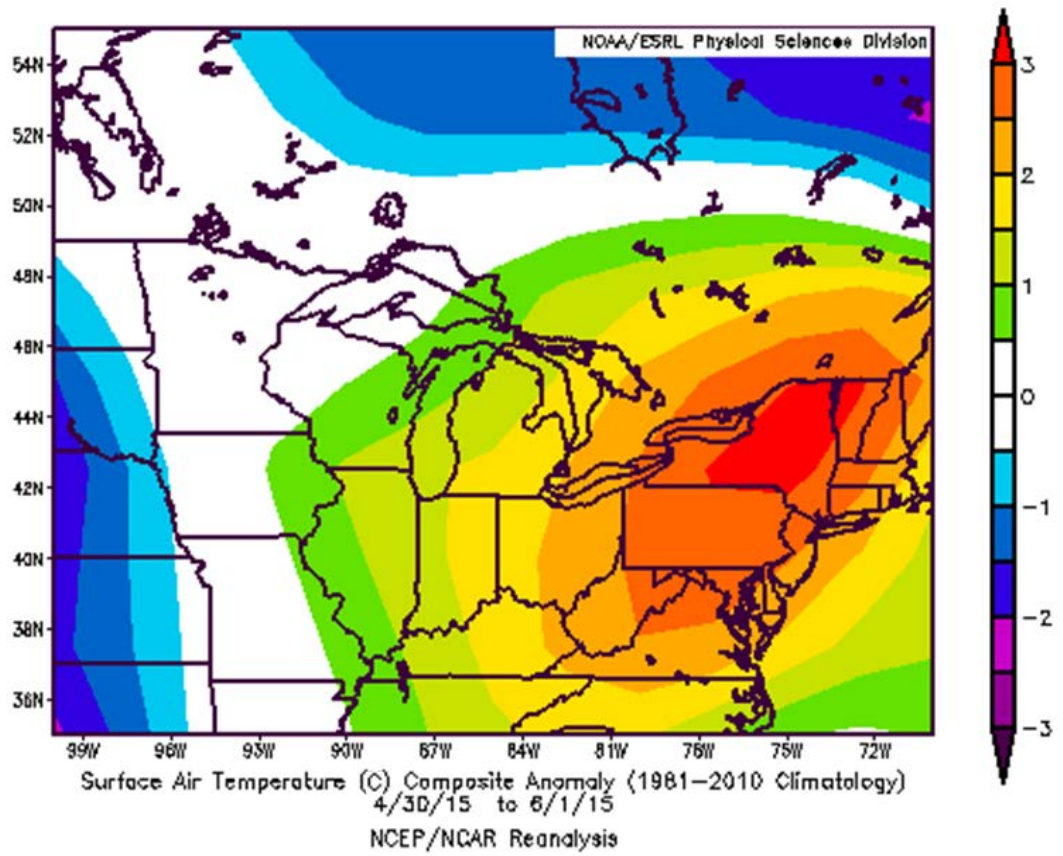 NOAA/ESRL Physical Sciences Division
54N
52N
50N
48N
46N
44N
42N
40N
38N
36N
99W 96W 93W 90W 87W 84W 81W 78W 75W 72W
3
2
1
0
-1
-2
-3
Surface Air Temperature (C) Composite Anomaly (1981-2010 Climatology)
4/30/15 to 6/1/15
NCEP/NCAR Reanalysis